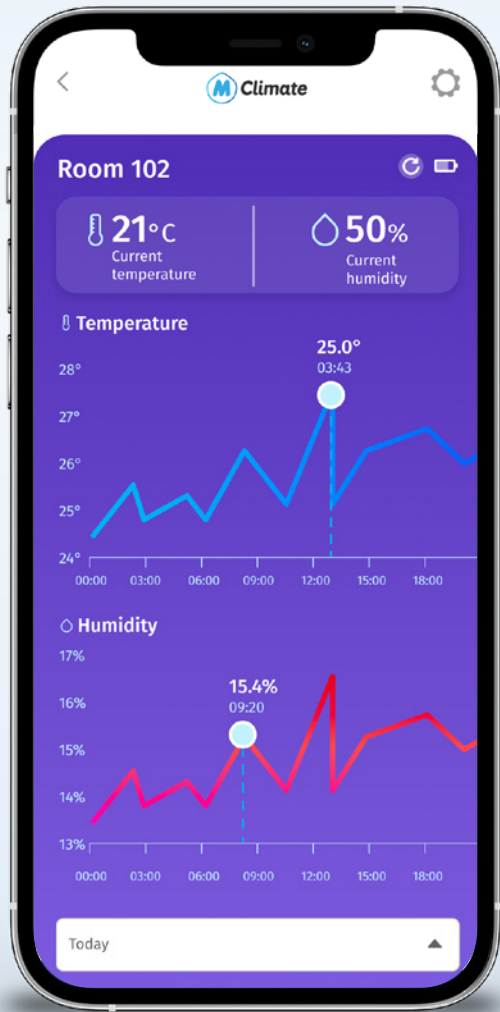 M Climate
Room 102
21°C
Current
temperature
50%
Current
humidity
Temperature
25.0°
03:43
28°
27°
26°
25°
24°
00:00 03:00 06:00 09:00 12:00 15:00 18:00
Humidity
17%
16%
15.4%
09:20
15%
14%
13%
00:00 03:00 06:00 09:00 12:00 15:00 18:00
Today